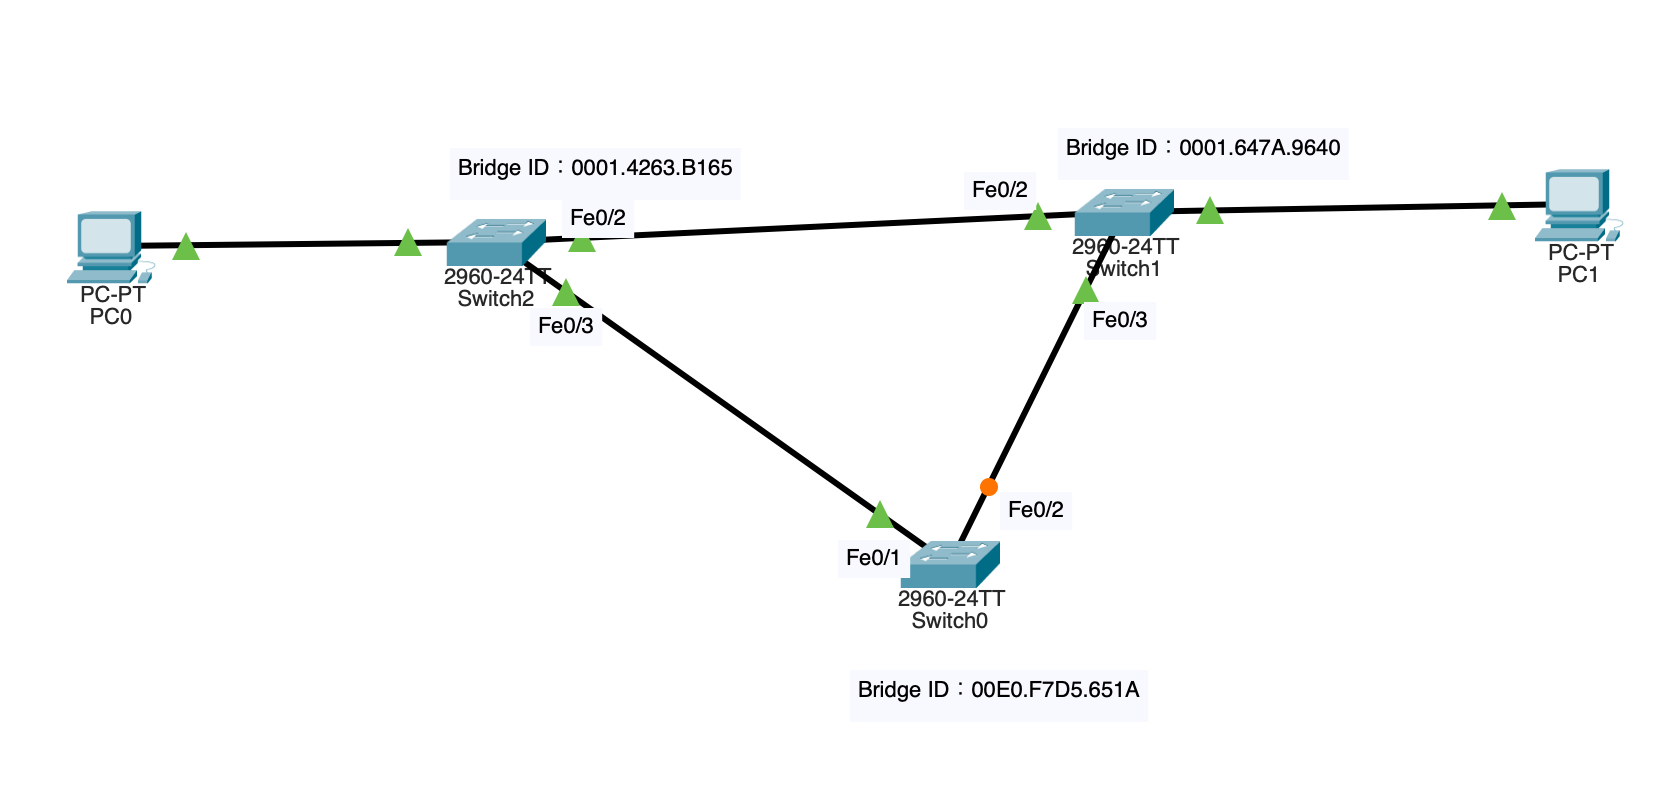 Bridge ID：0001.647A.9640
Bridge ID：0001.4263.B165
Fe0/2
Fe0/2
2960-24TT
Switch1
PC-PT
PC1
2960-24TT
Switch2
PC-PT
PC0
Fe0/3
Fe0/3
Fe0/2
Fe0/1
2960-24TT
Switch0
Bridge ID：00E0.F7D5.651A